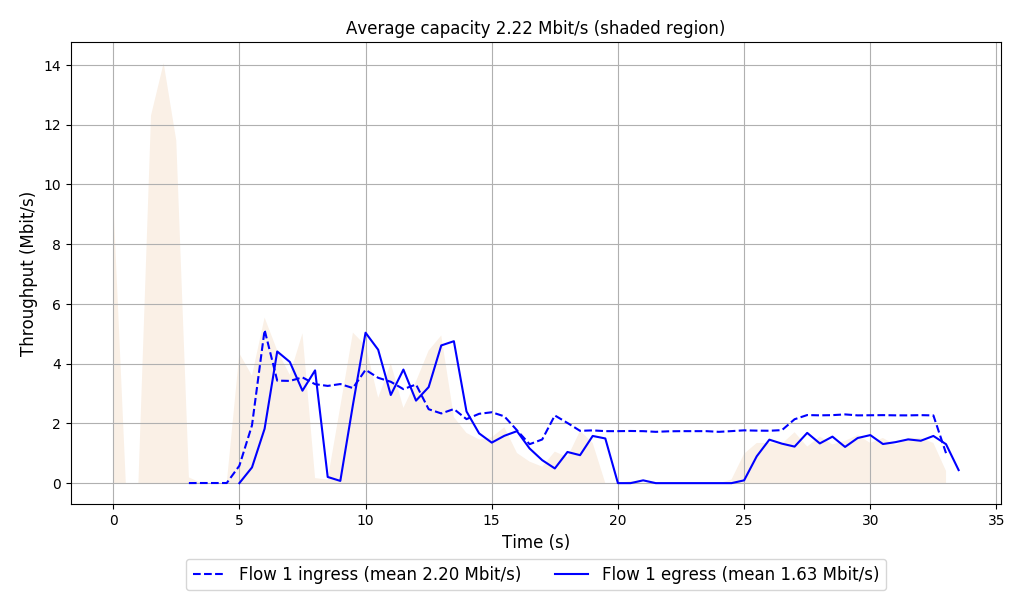 Average capacity 2.22 Mbit/s (shaded region)
14
12
10
8
6
4
2
0
Throughput (Mbit/s)
0 5 10 15 20 25 30 35
Time (s)
Flow 1 ingress (mean 2.20 Mbit/s) Flow 1 egress (mean 1.63 Mbit/s)